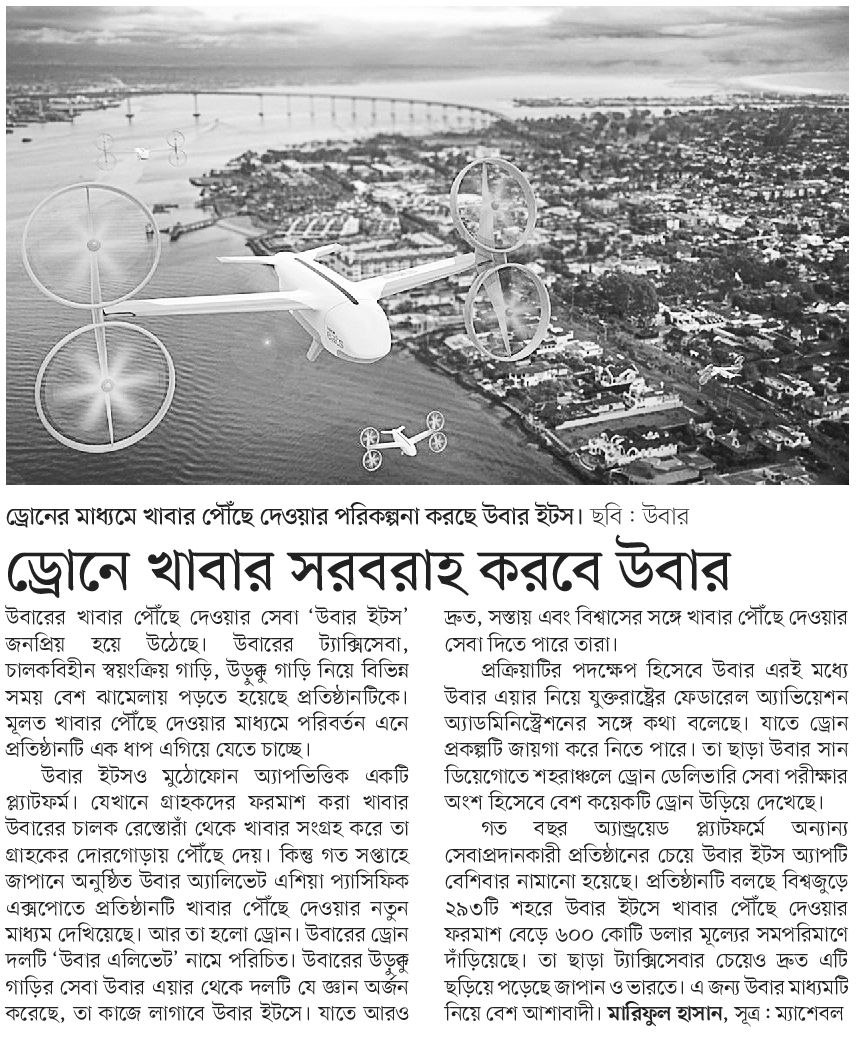 ড্রোনের মাধ্যমে খাবার পৌঁছে দেওয়ার পরিকল্পনা করছে উবার ইটস। ছবি : উবার
ড্রোনে খাবার সরবরাহ করবে উবার
উবারের খাবার পৌঁছে দেওয়ার সেবা ‘উবার ইটস’
জনপ্রিয় হয়ে উঠেছে। উবারের ট্যাক্সিসেবা,
চালকবিহীন স্বয়ংক্রিয় গাড়ি, উড়ুক্কু গাড়ি নিয়ে বিভিন্ন
সময় বেশ ঝামেলায় পড়তে হয়েছে প্রতিষ্ঠানটিকে।
মূলত খাবার পৌঁছে দেওয়ার মাধ্যমে পরিবর্তন এনে
প্রতিষ্ঠানটি এক ধাপ এগিয়ে যেতে চাচ্ছে।
উবার ইটসও মুঠোফোন অ্যাপভিত্তিক একটি
প্ল্যাটফর্ম। যেখানে গ্রাহকদের ফরমাশ করা খাবার
উবারের চালক রেস্তোরাঁ থেকে খাবার সংগ্রহ করে তা
গ্রাহকের দোরগোড়ায় পৌঁছে দেয়। কিন্তু গত সপ্তাহে
জাপানে অনুষ্ঠিত উবার অ্যালিভেট এশিয়া প্যাসিফিক
এক্সপোতে প্রতিষ্ঠানটি খাবার পৌঁছে দেওয়ার নতুন
মাধ্যম দেখিয়েছে। আর তা হলো ড্রোন। উবারের ড্রোন
দলটি ‘উবার এলিভেট’ নামে পরিচিত। উবারের উড়ুক্কু
গাড়ির সেবা উবার এয়ার থেকে দলটি যে জ্ঞান অর্জন
করেছে, তা কাজে লাগাবে উবার ইটসে। যাতে আরও
দ্রুত, সস্তায় এবং বিশ্বাসের সঙ্গে খাবার পৌঁছে দেওয়ার
সেবা দিতে পারে তারা।
প্রক্রিয়াটির পদক্ষেপ হিসেবে উবার এরই মধ্যে
উবার এয়ার নিয়ে যুক্তরাষ্ট্রের ফেডারেল অ্যাভিয়েশন
অ্যাডমিনিস্ট্রেশনের সঙ্গে কথা বলেছে। যাতে ড্রোন
প্রকল্পটি জায়গা করে নিতে পারে। তা ছাড়া উবার সান
ডিয়েগোতে শহরাঞ্চলে ড্রোন ডেলিভারি সেবা পরীক্ষার
অংশ হিসেবে বেশ কয়েকটি ড্রোন উড়িয়ে দেখেছে।
গত বছর অ্যান্ড্রয়েড প্ল্যাটফর্মে অন্যান্য
সেবাপ্রদানকারী প্রতিষ্ঠানের চেয়ে উবার ইটস অ্যাপটি
বেশিবার নামানো হয়েছে। প্রতিষ্ঠানটি বলছে বিশ্বজুড়ে
২৯৩টি শহরে উবার ইটসে খাবার পৌঁছে দেওয়ার
ফরমাশ বেড়ে ৬০০ কোটি ডলার মূল্যের সমপরিমাণে
দাঁড়িয়েছে। তা ছাড়া ট্যাক্সিসেবার চেয়েও দ্রুত এটি
ছড়িয়ে পড়েছে জাপান ও ভারতে। এ জন্য উবার মাধ্যমটি
নিয়ে বেশ আশাবাদী। মারিফুল হাসান, সূত্র : ম্যাশেবল